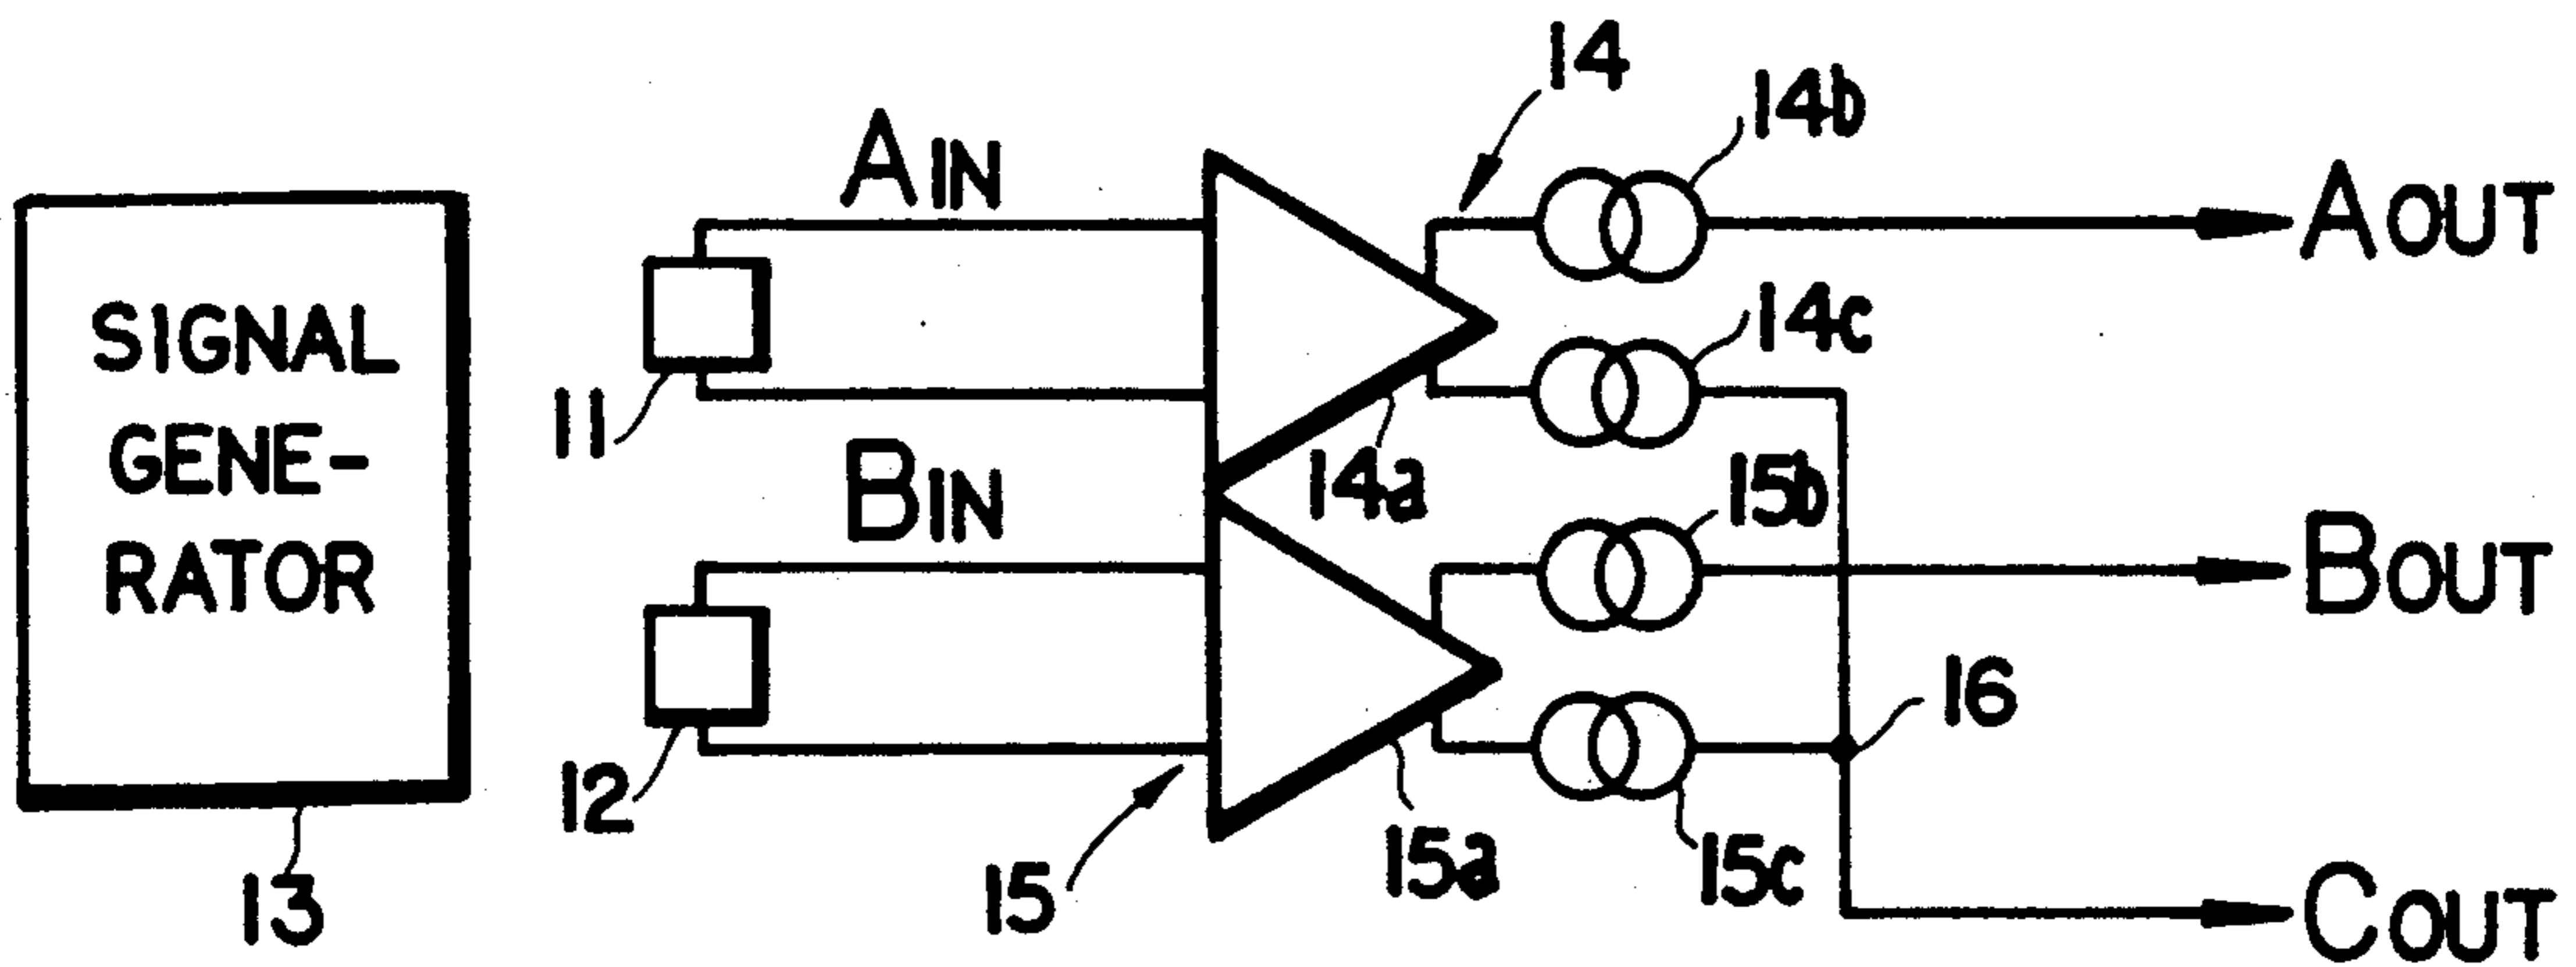 14
14b
AIN
AOUT
SIGNAL
GENE-
RATOR
14c
11
14a
BIN
15b
BOUT
16
12
15a
15c
15
13
COUT